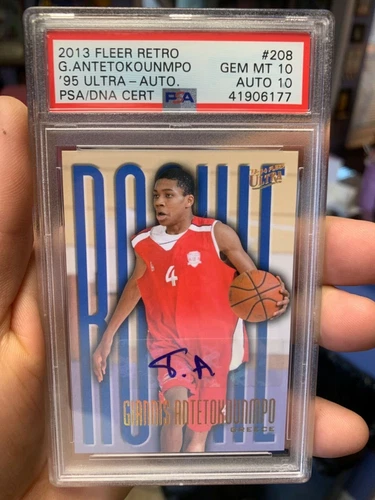 2013 FLEER RETRO #208
G.ANTETOKOUNMPO GEM MT 10
'95 ULTRA - AUTO. AUTO 10
PSA/DNA CERT PSA 41906177
ULTRA
ROOKIE
4
T.A
GIANNIS ANTETOKOUNMPO
GREECE